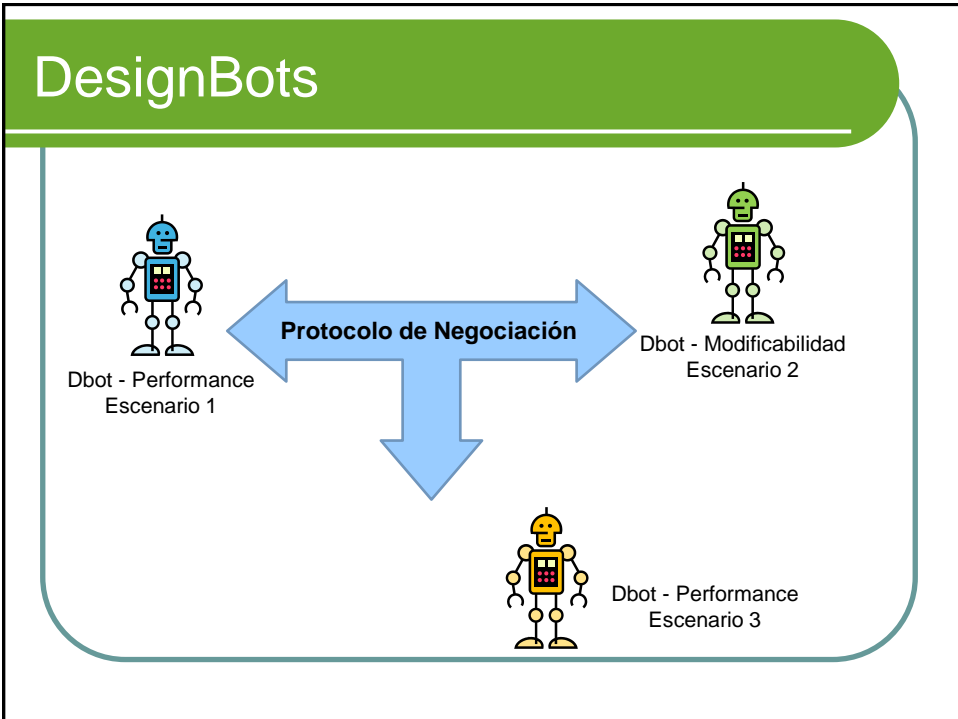 DesignBots
Protocolo de Negociación
Dbot - Performance
Escenario 1
Dbot - Modificabilidad
Escenario 2
Dbot - Performance
Escenario 3